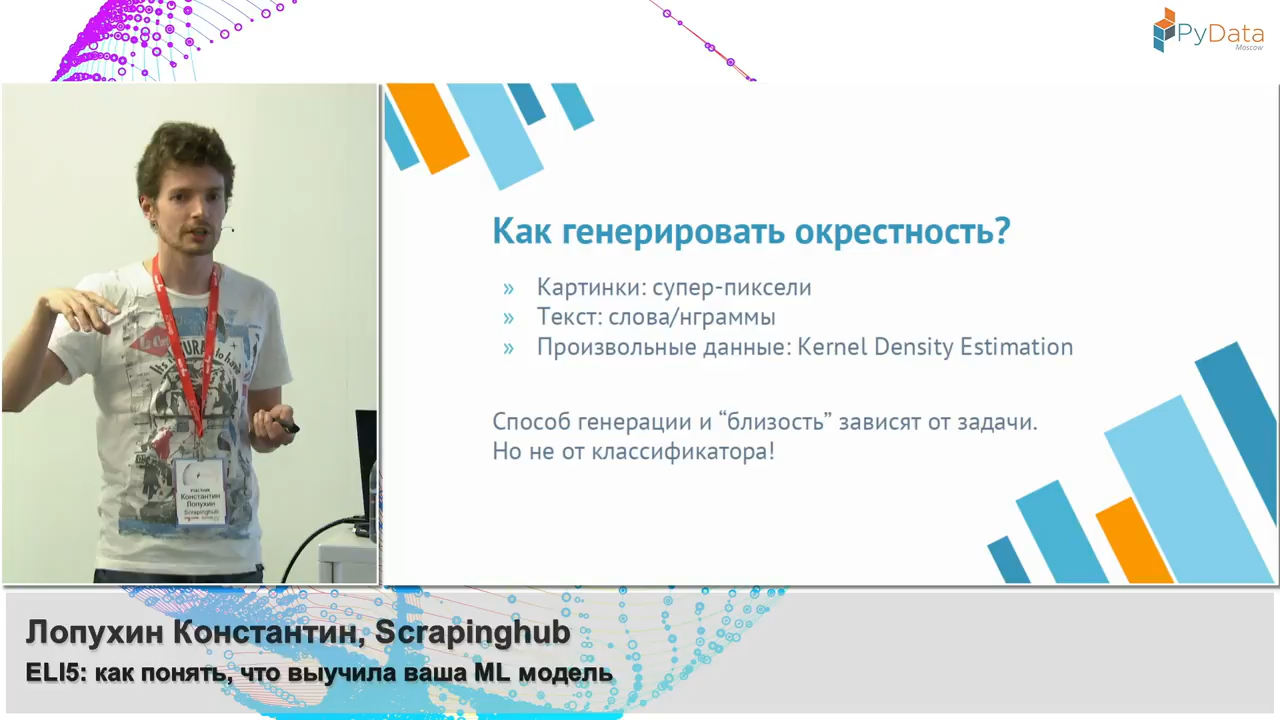 PyData
Moscow
Как генерировать окрестность?
» Картинки: супер-пиксели
» Текст: слова/нграммы
» Произвольные данные: Kernel Density Estimation
Способ генерации и “близость” зависят от задачи.
Но не от классификатора!
Константин
Лопухин
Scrapinghub
Лопухин Константин, Scrapinghub
ELI5: как понять, что выучила ваша ML модель